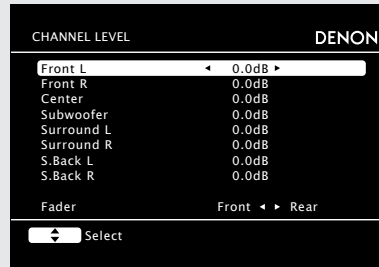 CHANNEL LEVEL DENON
Front L ◄ 0.0dB ►
Front R 0.0dB
Center 0.0dB
Subwoofer 0.0dB
Surround L 0.0dB
Surround R 0.0dB
S.Back L 0.0dB
S.Back R 0.0dB
Fader Front ◄ ► Rear
Select